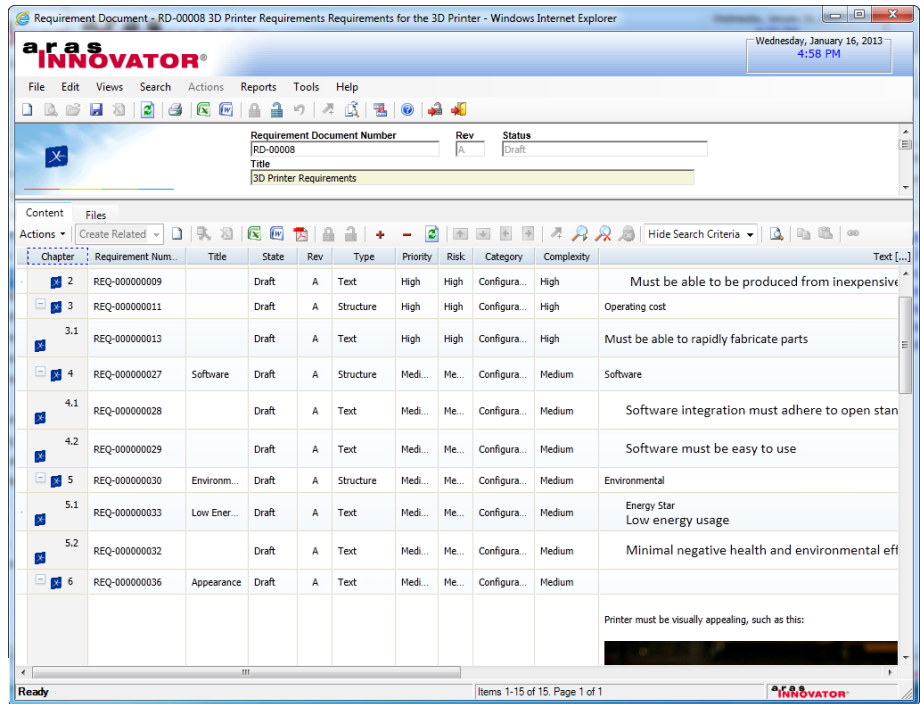 Requirement Document - RD-00008 3D Printer Requirements Requirements for the 3D Printer - Windows Internet Explorer
aras
INNOVATOR®
Wednesday, January 16, 2013
4:58 PM
File Edit Views Search Actions Reports Tools Help
Requirement Document Number Rev Status
RD-00008 A Draft
Title
3D Printer Requirements
Content Files
Actions Create Related Hide Search Criteria
Chapter Requirement Num... Title State Rev Type Priority Risk Category Complexity Text [...]
2 REQ-000000009 Draft A Text High High Configura... High Must be able to be produced from inexpensive
3 REQ-000000011 Draft A Structure High High Configura... High Operating cost
3.1 REQ-000000013 Draft A Text High High Configura... High Must be able to rapidly fabricate parts
4 REQ-000000027 Software Draft A Structure Medi... Me... Configura... Medium Software
4.1 REQ-000000028 Draft A Text Medi... Me... Configura... Medium Software integration must adhere to open stan
4.2 REQ-000000029 Draft A Text Medi... Me... Configura... Medium Software must be easy to use
5 REQ-000000030 Environm... Draft A Structure Medi... Me... Configura... Medium Environmental
5.1 REQ-000000033 Low Ener... Draft A Text Medi... Me... Configura... Medium Energy Star
Low energy usage
5.2 REQ-000000032 Draft A Text Medi... Me... Configura... Medium Minimal negative health and environmental eff
6 REQ-000000036 Appearance Draft A Text Medi... Me... Configura... Medium
Printer must be visually appealing, such as this:
Ready Items 1-15 of 15. Page 1 of 1 aras INNOVATOR